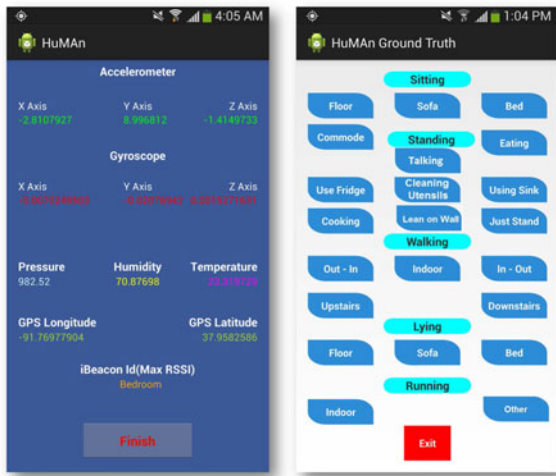 4:05 AM
HuMAn
Accelerometer
X Axis Y Axis Z Axis
-2.8107927 8.996812 -1.4149733
Gyroscope
X Axis Y Axis Z Axis
Pressure Humidity Temperature
982.52 70.87698
GPS Longitude GPS Latitude
-91.76977904 37.9582586
iBeacon Id(Max RSSI)
Bedroom
Finish
1:04 PM
HuMAn Ground Truth
Sitting
Floor Sofa Bed
Commode Standing Eating
Talking
Use Fridge Cleaning Utensils Using Sink
Cooking Lean on Wall Just Stand
Walking
Out - In Indoor In - Out
Upstairs Downstairs
Lying
Floor Sofa Bed
Running
Indoor Other
Exit